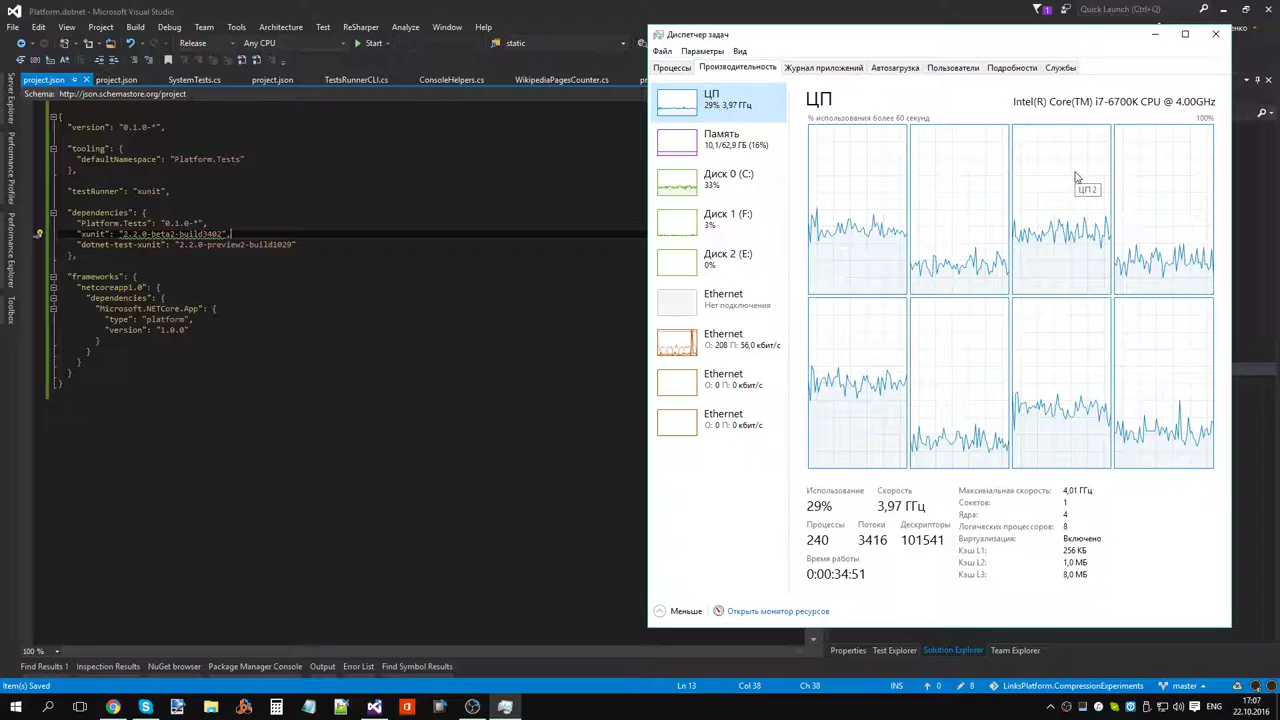 Platform.dotnet - Microsoft Visual Studio
Quick Launch (Ctrl+Q)
File
Edit
View
Project
Build
Debug
Team
Tools
Test
Architecture
ReSharper
Analyze
Window
Help
Release
Any CPU
Start
static
project.json
project.json
TestRunnerCLI.cs
ConsoleHelpers.cs
WikipediaPagesCounter.cs
Schema: http://json.schemastore.org/project
Performance Explorer
Toolbox
{
"version": "0.1.0-*",
"tooling": {
"defaultNamespace": "Platform.Tests"
},
"testRunner": "xunit",
"dependencies": {
"Platform.Tests": "0.1.0-*",
"xunit": "2.2.0-beta2-build3402",
"dotnet-test-xunit": "2.2.0-preview2-build1029"
},
"frameworks": {
"netcoreapp1.0": {
"dependencies": {
"Microsoft.NETCore.App": {
"type": "platform",
"version": "1.0.0"
}
}
}
}
}
Диспетчер задач
Файл
Параметры
Вид
Процессы
Производительность
Журнал приложений
Автозагрузка
Пользователи
Подробности
Службы
ЦП
29% 3,97 ГГц
Память
10,1/62,9 ГБ (16%)
Диск 0 (C:)
33%
Диск 1 (F:)
3%
Диск 2 (E:)
0%
Ethernet
Нет подключения
Ethernet
О: 208 П: 56,0 кбит/с
Ethernet
О: 0 П: 0 кбит/с
Ethernet
О: 0 П: 0 кбит/с
ЦП
Intel(R) Core(TM) i7-6700K CPU @ 4.00GHz
% использования более 60 секунд
100%
ЦП 2
Использование
29%
Скорость
3,97 ГГц
Процессы
240
Потоки
3416
Дескрипторы
101541
Время работы
0:00:34:51
Максимальная скорость: 4,01 ГГц
Сокетов: 1
Ядра: 4
Логических процессоров: 8
Виртуализация: Включено
Кэш L1: 256 КБ
Кэш L2: 1,0 МБ
Кэш L3: 8,0 МБ
Меньше
Открыть монитор ресурсов
100 %
Properties
Test Explorer
Solution Explorer
Team Explorer
Find Results 1
Inspection Results
NuGet browser
Package Manager Console
Output
Error List
Find Symbol Results
Item(s) Saved
Ln 13
Col 38
Ch 38
INS
0
8
LinksPlatform.CompressionExperiments
master
ENG
17:07
22.10.2016